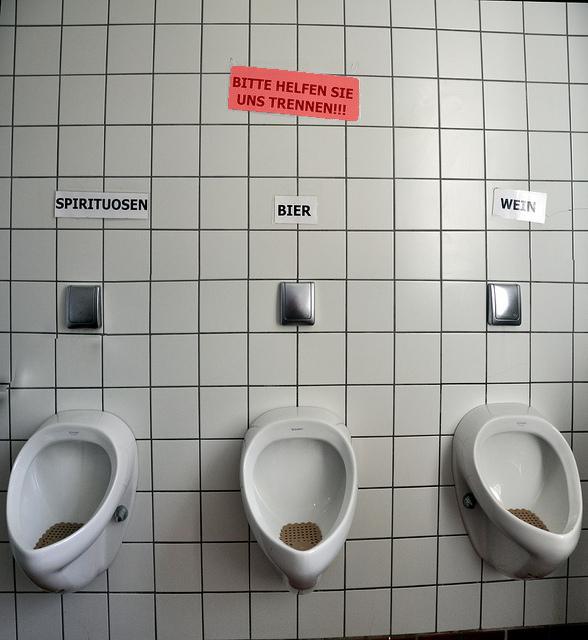 BITTE HELFEN SIE
UNS TRENNEN!!!
SPIRITUOSEN
BIER
WEIN